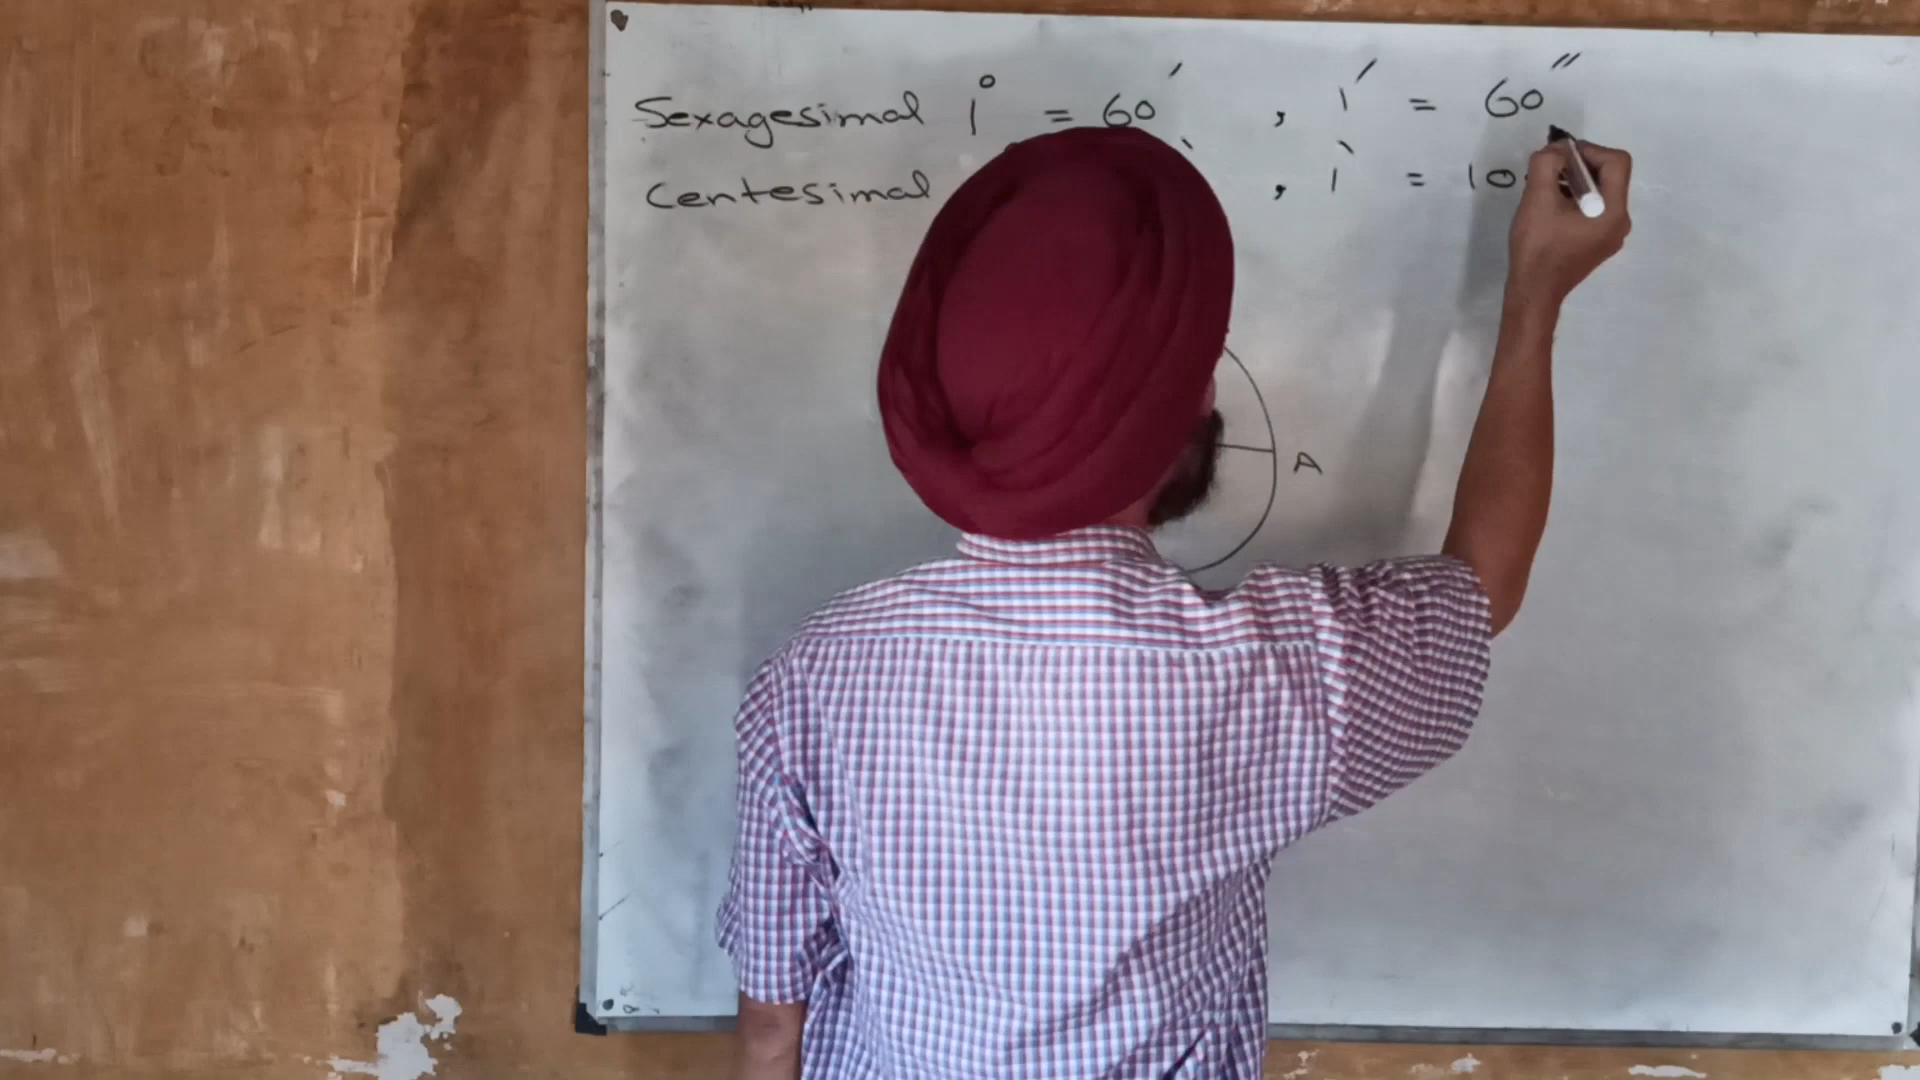 Sexagesimal 1° = 60′ , 1′ = 60″
Centesimal , 1‵ = 10
A